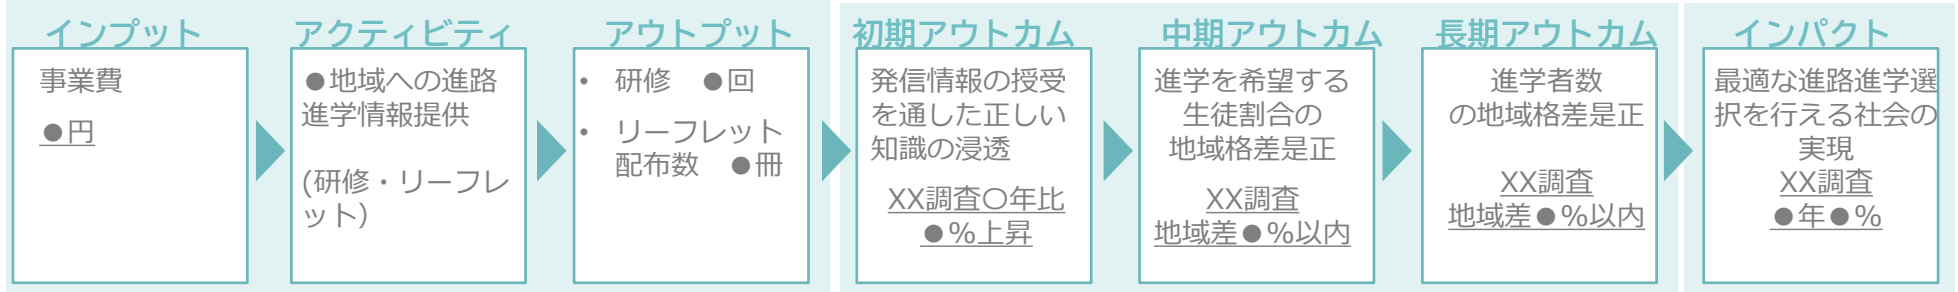 インプット
事業費
●円
アクティビティ
●地域への進路
進学情報提供
(研修・リーフレ
ット）
アウトプット
• 研修　●回
• リーフレット
配布数　●冊
初期アウトカム
発信情報の授受
を通した正しい
知識の浸透
XX調査〇年比
●%上昇
中期アウトカム
進学を希望する
生徒割合の
地域格差是正
XX調査
地域差●%以内
長期アウトカム
進学者数
の地域格差是正
XX調査
地域差●%以内
インパクト
最適な進路進学選
択を行える社会の
実現
XX調査
●年●%